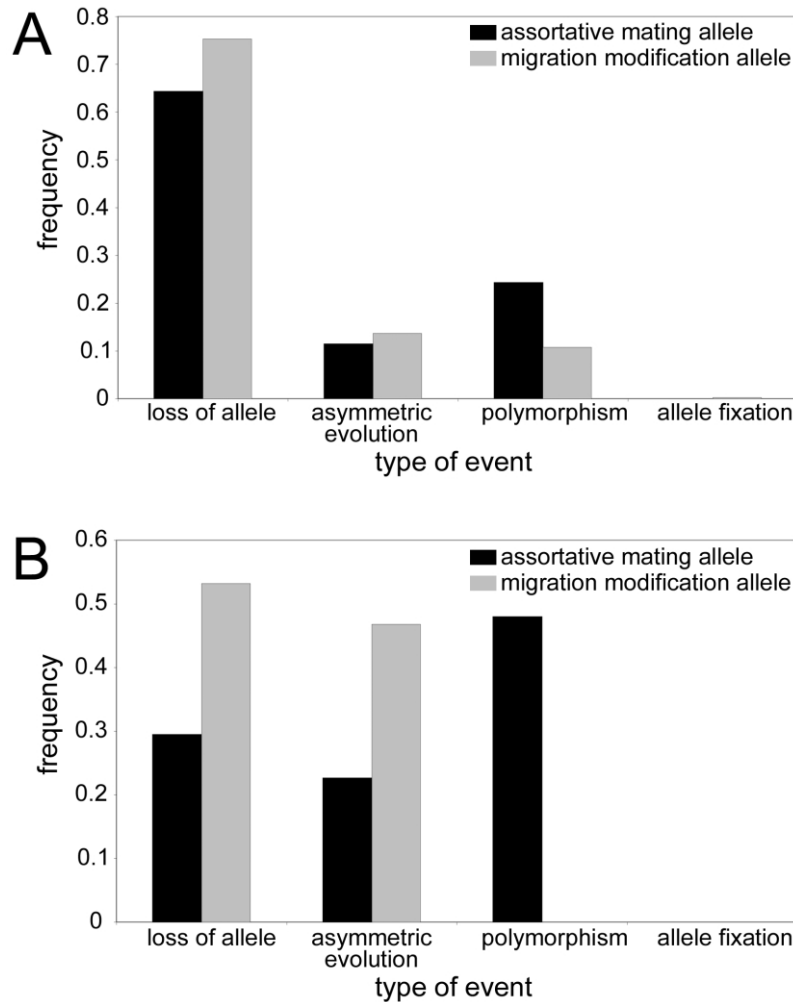 A
0.8
0.7
0.6
0.5
0.4
0.3
0.2
0.1
0
frequency
assortative mating allele
migration modification allele
loss of allele
asymmetric
evolution
polymorphism
allele fixation
type of event
B
0.6
0.5
0.4
0.3
0.2
0.1
0
frequency
assortative mating allele
migration modification allele
loss of allele
asymmetric
evolution
polymorphism
allele fixation
type of event